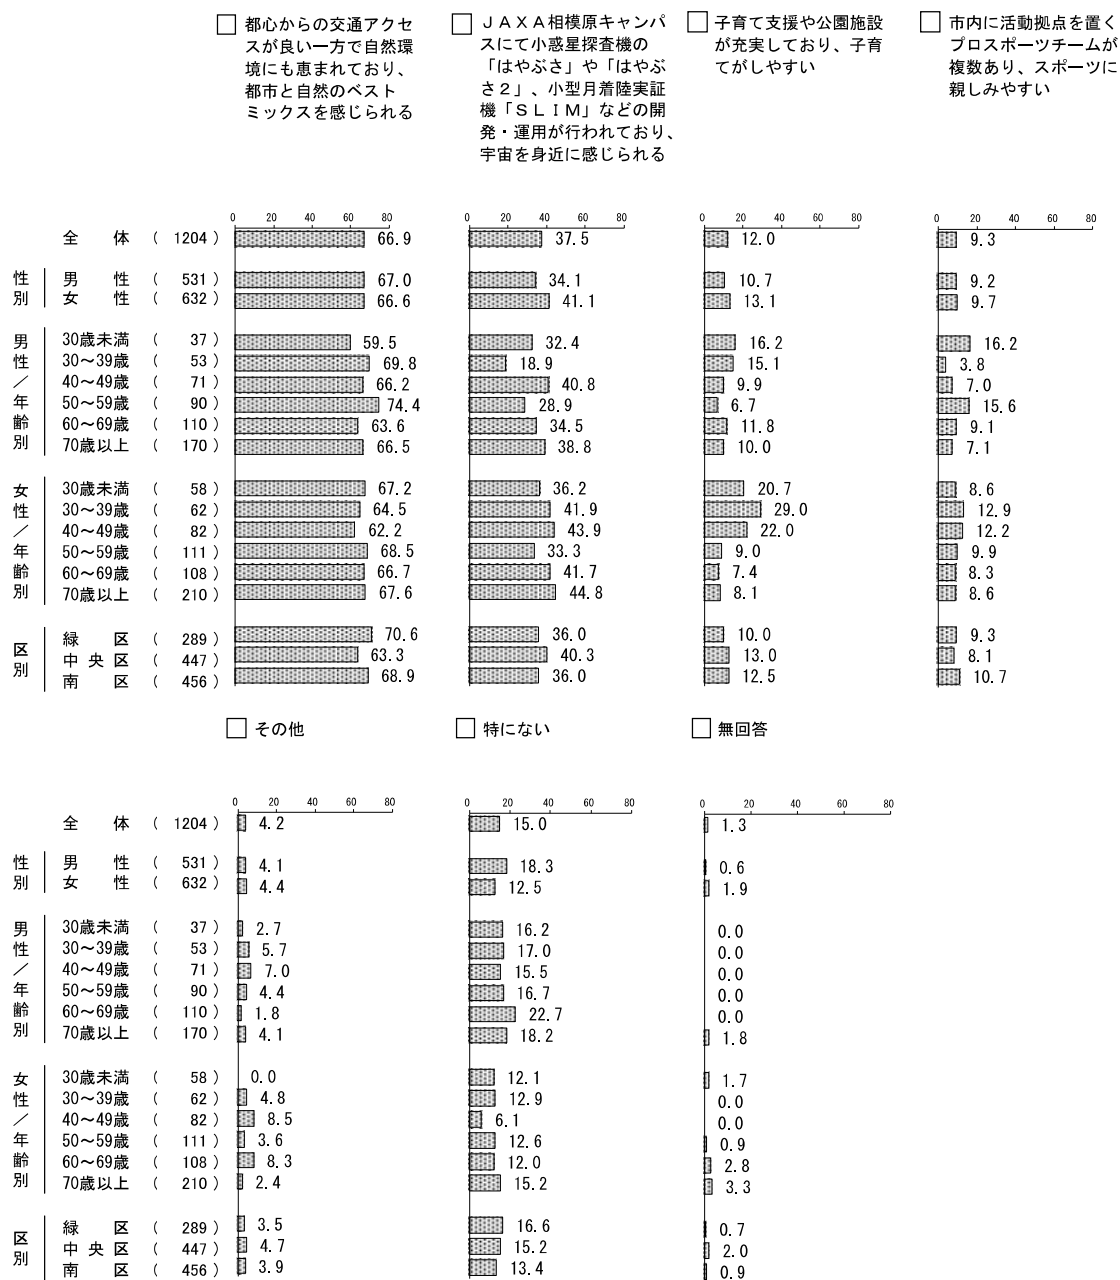 都心からの交通アクセ
スが良い一方で自然環
境にも恵まれており、
都市と自然のベスト
ミックスを感じられる
ＪＡＸＡ相模原キャンパ
スにて小惑星探査機の
「はやぶさ」や「はやぶ
さ２」、小型月着陸実証
機「ＳＬＩＭ」などの開
発・運用が行われており、
宇宙を身近に感じられる
子育て支援や公園施設
が充実しており、子育
てがしやすい
市内に活動拠点を置く
プロスポーツチームが
複数あり、スポーツに
親しみやすい
0 20 40 60 80 0 20 40 60 80 0 20 40 60 80 0 20 40 60 80
全体 ( 1204 ) 66.9 37.5 12.0 9.3
性別
男性 ( 531 ) 67.0 34.1 10.7 9.2
女性 ( 632 ) 66.6 41.1 13.1 9.7
男性／年齢別
30歳未満 ( 37 ) 59.5 32.4 16.2 16.2
30～39歳 ( 53 ) 69.8 18.9 15.1 3.8
40～49歳 ( 71 ) 66.2 40.8 9.9 7.0
50～59歳 ( 90 ) 74.4 28.9 6.7 15.6
60～69歳 ( 110 ) 63.6 34.5 11.8 9.1
70歳以上 ( 170 ) 66.5 38.8 10.0 7.1
女性／年齢別
30歳未満 ( 58 ) 67.2 36.2 20.7 8.6
30～39歳 ( 62 ) 64.5 41.9 29.0 12.9
40～49歳 ( 82 ) 62.2 43.9 22.0 12.2
50～59歳 ( 111 ) 68.5 33.3 9.0 9.9
60～69歳 ( 108 ) 66.7 41.7 7.4 8.3
70歳以上 ( 210 ) 67.6 44.8 8.1 8.6
区別
緑区 ( 289 ) 70.6 36.0 10.0 9.3
中央区 ( 447 ) 63.3 40.3 13.0 8.1
南区 ( 456 ) 68.9 36.0 12.5 10.7
その他
特にない
無回答
0 20 40 60 80 0 20 40 60 80 0 20 40 60 80
全体 ( 1204 ) 4.2 15.0 1.3
性別
男性 ( 531 ) 4.1 18.3 0.6
女性 ( 632 ) 4.4 12.5 1.9
男性／年齢別
30歳未満 ( 37 ) 2.7 16.2 0.0
30～39歳 ( 53 ) 5.7 17.0 0.0
40～49歳 ( 71 ) 7.0 15.5 0.0
50～59歳 ( 90 ) 4.4 16.7 0.0
60～69歳 ( 110 ) 1.8 22.7 0.0
70歳以上 ( 170 ) 4.1 18.2 1.8
女性／年齢別
30歳未満 ( 58 ) 0.0 12.1 1.7
30～39歳 ( 62 ) 4.8 12.9 0.0
40～49歳 ( 82 ) 8.5 6.1 0.0
50～59歳 ( 111 ) 3.6 12.6 0.9
60～69歳 ( 108 ) 8.3 12.0 2.8
70歳以上 ( 210 ) 2.4 15.2 3.3
区別
緑区 ( 289 ) 3.5 16.6 0.7
中央区 ( 447 ) 4.7 15.2 2.0
南区 ( 456 ) 3.9 13.4 0.9